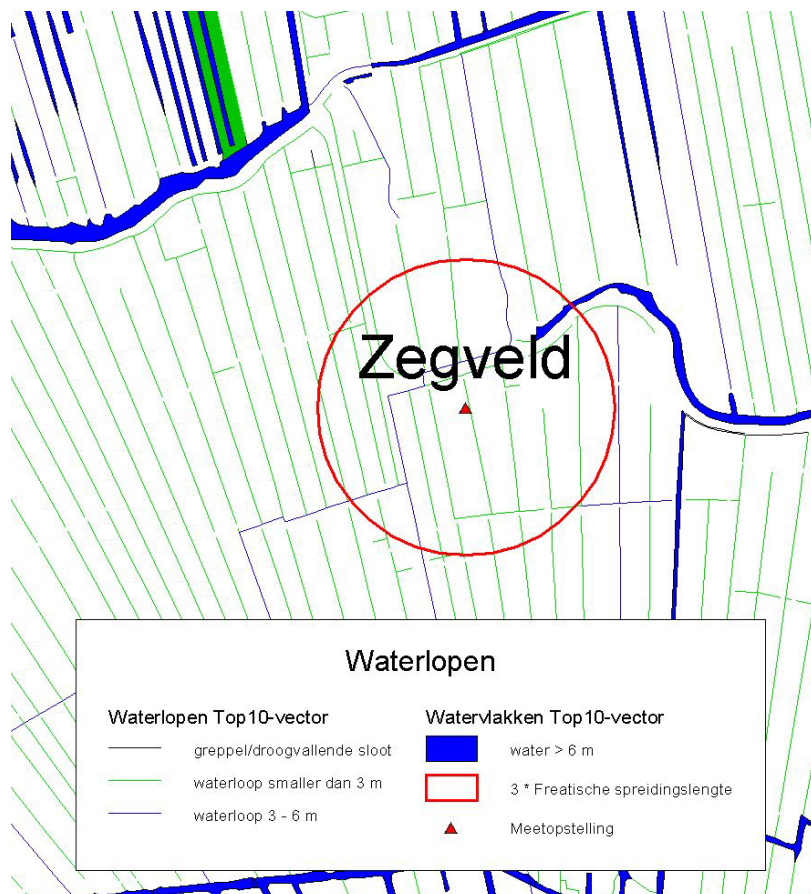 Zegveld
Waterlopen
Waterlopen Top10-vector
greppel/droogvallende sloot
waterloop smaller dan 3 m
waterloop 3 - 6 m
Watervlakken Top10-vector
water > 6 m
3 * Freatische spreidingslengte
Meetopstelling